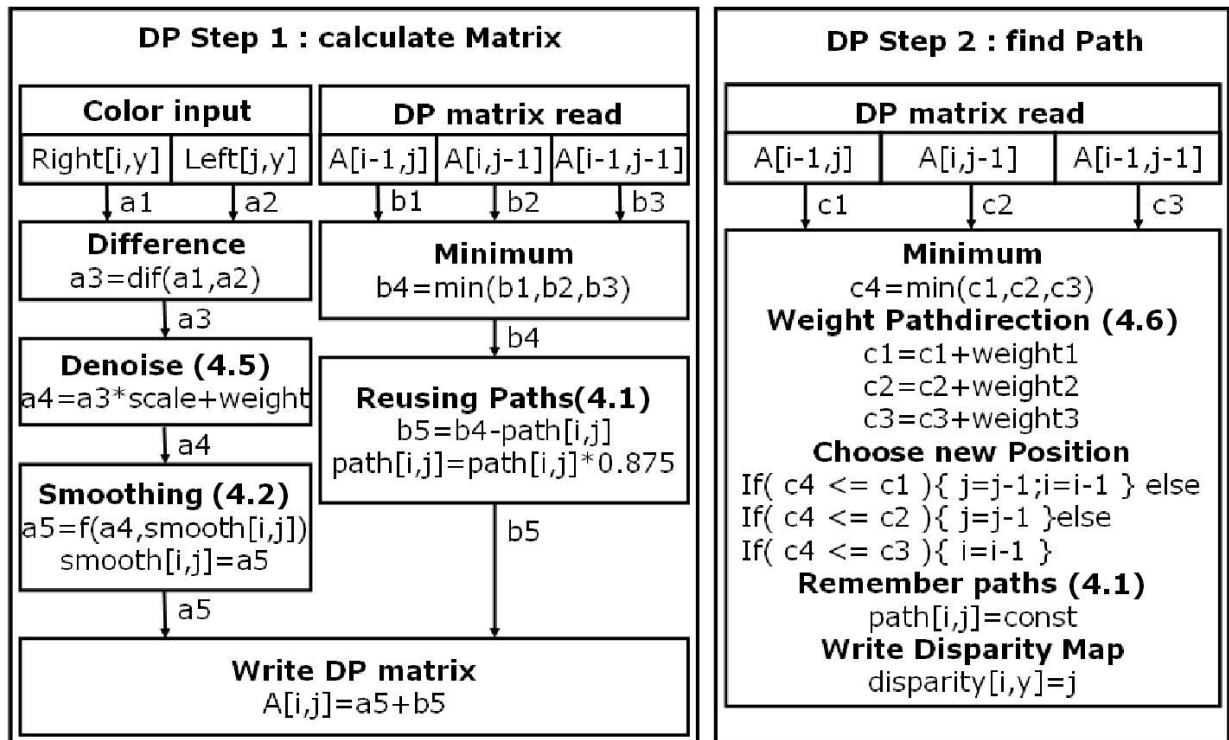 DP Step 1 : calculate Matrix
Color input
Right[i,y] Left[j,y]
a1 a2
Difference
a3=dif(a1,a2)
a3
Denoise (4.5)
a4=a3*scale+weight
a4
Smoothing (4.2)
a5=f(a4,smooth[i,j])
smooth[i,j]=a5
a5
DP matrix read
A[i-1,j] A[i,j-1] A[i-1,j-1]
b1 b2 b3
Minimum
b4=min(b1,b2,b3)
b4
Reusing Paths(4.1)
b5=b4-path[i,j]
path[i,j]=path[i,j]*0.875
b5
Write DP matrix
A[i,j]=a5+b5
DP Step 2 : find Path
DP matrix read
A[i-1,j] A[i,j-1] A[i-1,j-1]
c1 c2 c3
Minimum
c4=min(c1,c2,c3)
Weight Pathdirection (4.6)
c1=c1+weight1
c2=c2+weight2
c3=c3+weight3
Choose new Position
If( c4 <= c1 ){ j=j-1;i=i-1 } else
If( c4 <= c2 ){ j=j-1 }else
If( c4 <= c3 ){ i=i-1 }
Remember paths (4.1)
path[i,j]=const
Write Disparity Map
disparity[i,y]=j